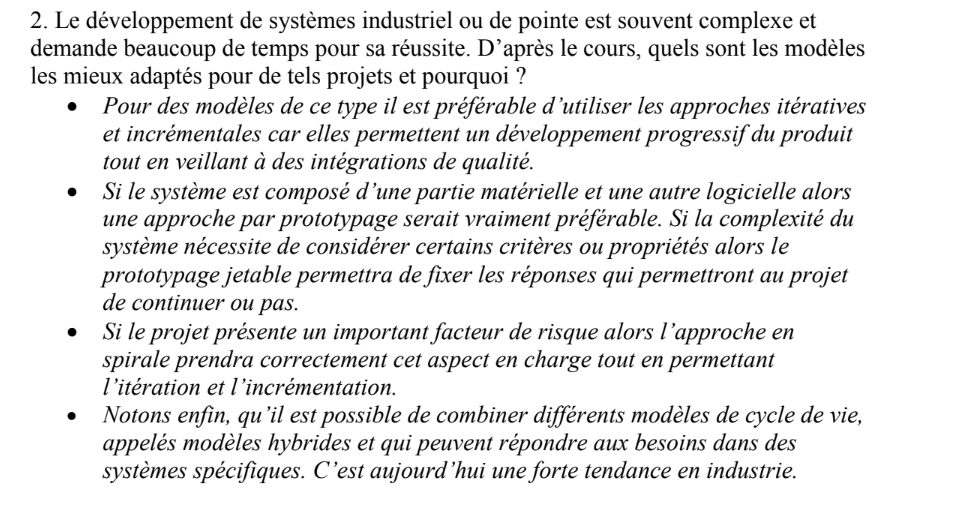 2. Le développement de systèmes industriel ou de pointe est souvent complexe et
demande beaucoup de temps pour sa réussite. D’après le cours, quels sont les modèles
les mieux adaptés pour de tels projets et pourquoi ?
• Pour des modèles de ce type il est préférable d’utiliser les approches itératives
et incrémentales car elles permettent un développement progressif du produit
tout en veillant à des intégrations de qualité.
• Si le système est composé d’une partie matérielle et une autre logicielle alors
une approche par prototypage serait vraiment préférable. Si la complexité du
système nécessite de considérer certains critères ou propriétés alors le
prototypage jetable permettra de fixer les réponses qui permettront au projet
de continuer ou pas.
• Si le projet présente un important facteur de risque alors l’approche en
spirale prendra correctement cet aspect en charge tout en permettant
l’itération et l’incrémentation.
• Notons enfin, qu’il est possible de combiner différents modèles de cycle de vie,
appelés modèles hybrides et qui peuvent répondre aux besoins dans des
systèmes spécifiques. C’est aujourd’hui une forte tendance en industrie.